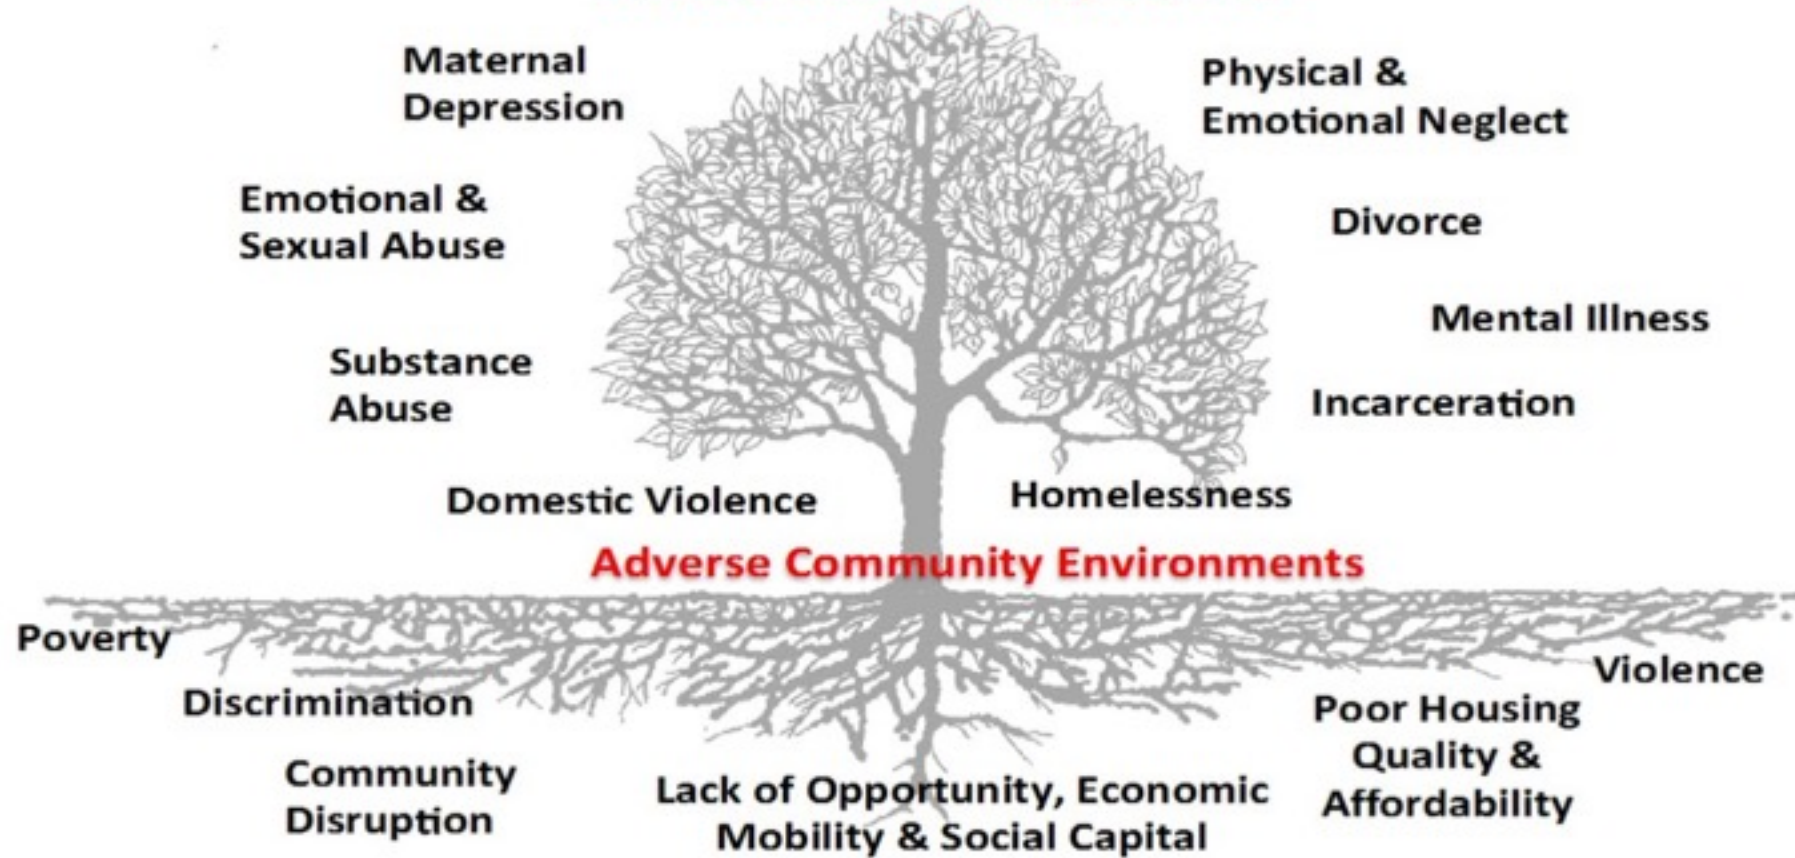 Maternal
Depression
Physical &
Emotional Neglect
Emotional &
Sexual Abuse
Divorce
Mental Illness
Substance
Abuse
Incarceration
Domestic Violence
Homelessness
Adverse Community Environments
Poverty
Violence
Discrimination
Poor Housing
Quality &
Affordability
Community
Disruption
Lack of Opportunity, Economic
Mobility & Social Capital